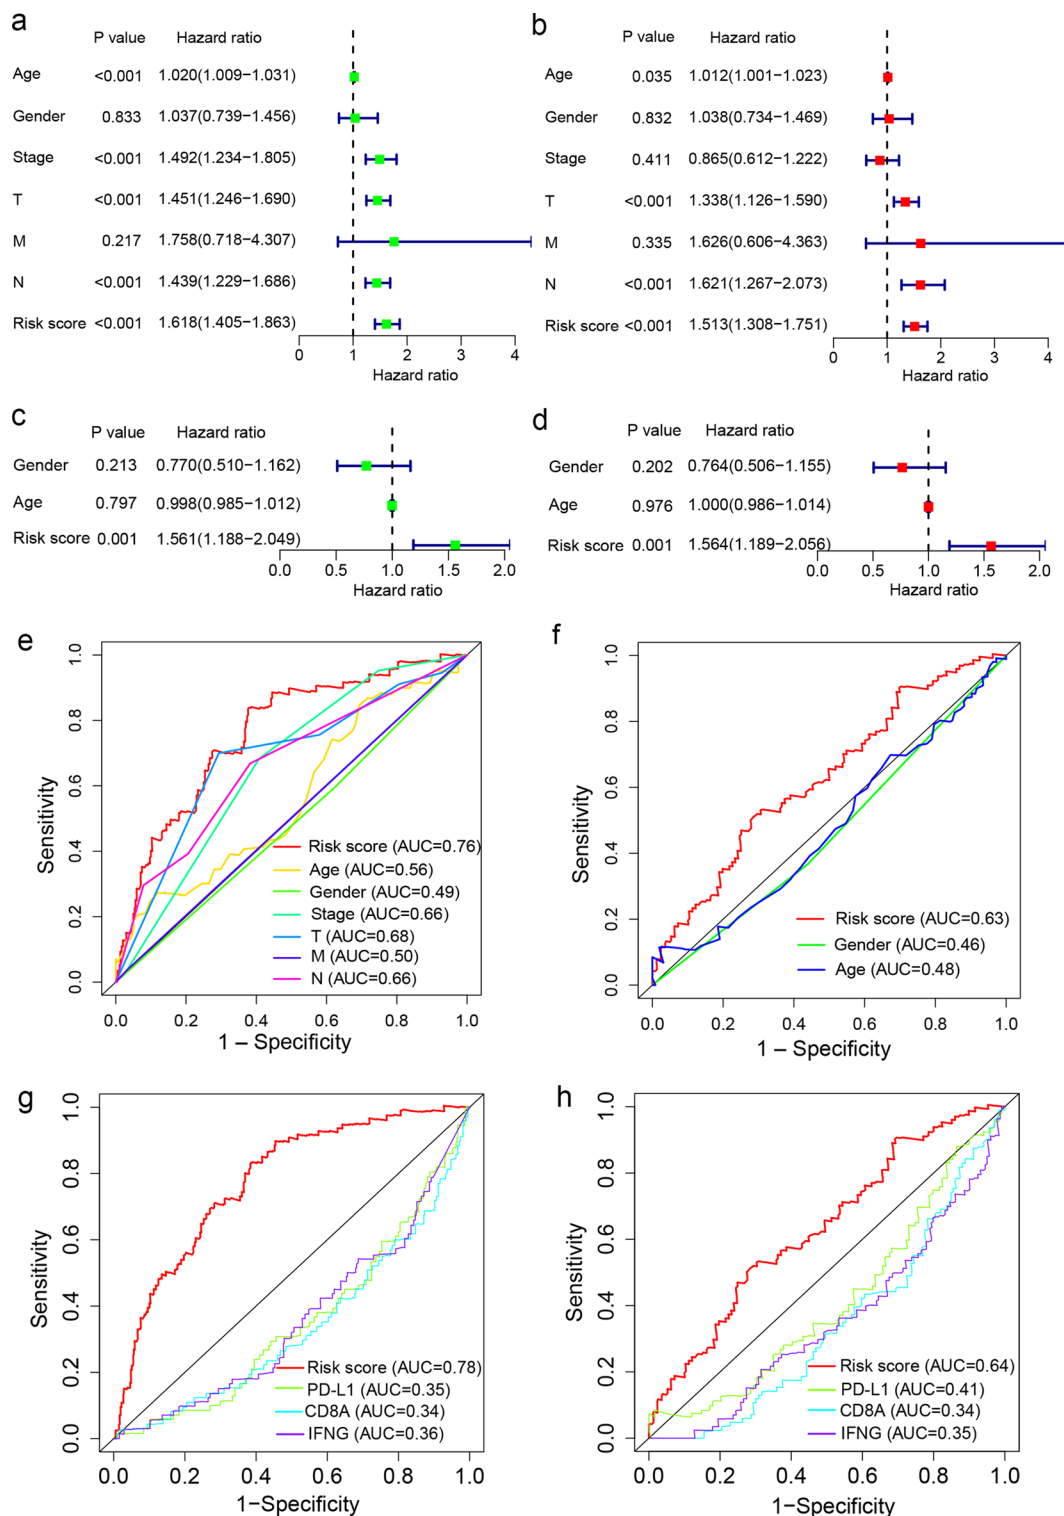 a
P value Hazard ratio
Age <0.001 1.020(1.009−1.031)
Gender 0.833 1.037(0.739−1.456)
Stage <0.001 1.492(1.234−1.805)
T <0.001 1.451(1.246−1.690)
M 0.217 1.758(0.718-4.307)
N <0.001 1.439(1.229−1.686)
Risk score <0.001 1.618(1.405−1.863)
0 1 2 3 4
Hazard ratio
b
P value Hazard ratio
Age 0.035 1.012(1.001−1.023)
Gender 0.832 1.038(0.734−1.469)
Stage 0.411 0.865(0.612−1.222)
T <0.001 1.338(1.126−1.590)
M 0.335 1.626(0.606−4.363)
N <0.001 1.621(1.267−2.073)
Risk score <0.001 1.513(1.308−1.751)
0 1 2 3 4
Hazard ratio
c
P value Hazard ratio
Gender 0.213 0.770(0.510−1.162)
Age 0.797 0.998(0.985−1.012)
Risk score 0.001 1.561(1.188−2.049)
0.0 0.5 1.0 1.5 2.0
Hazard ratio
d
P value Hazard ratio
Gender 0.202 0.764(0.506−1.155)
Age 0.976 1.000(0.986−1.014)
Risk score 0.001 1.564(1.189−2.056)
0.0 0.5 1.0 1.5 2.0
Hazard ratio
e
Sensitivity
1.0
0.8
0.6
0.4
0.2
0.0
Risk score (AUC=0.76)
Age (AUC=0.56)
Gender (AUC=0.49)
Stage (AUC=0.66)
T (AUC=0.68)
M (AUC=0.50)
N (AUC=0.66)
0.0 0.2 0.4 0.6 0.8 1.0
1 – Specificity
f
Sensitivity
1.0
0.8
0.6
0.4
0.2
0.0
Risk score (AUC=0.63)
Gender (AUC=0.46)
Age (AUC=0.48)
0.0 0.2 0.4 0.6 0.8 1.0
1 – Specificity
g
Sensitivity
1.0
0.8
0.6
0.4
0.2
0.0
Risk score (AUC=0.78)
PD-L1 (AUC=0.35)
CD8A (AUC=0.34)
IFNG (AUC=0.36)
0.0 0.2 0.4 0.6 0.8 1.0
1−Specificity
h
Sensitivity
1.0
0.8
0.6
0.4
0.2
0.0
Risk score (AUC=0.64)
PD-L1 (AUC=0.41)
CD8A (AUC=0.34)
IFNG (AUC=0.35)
0.0 0.2 0.4 0.6 0.8 1.0
1−Specificity